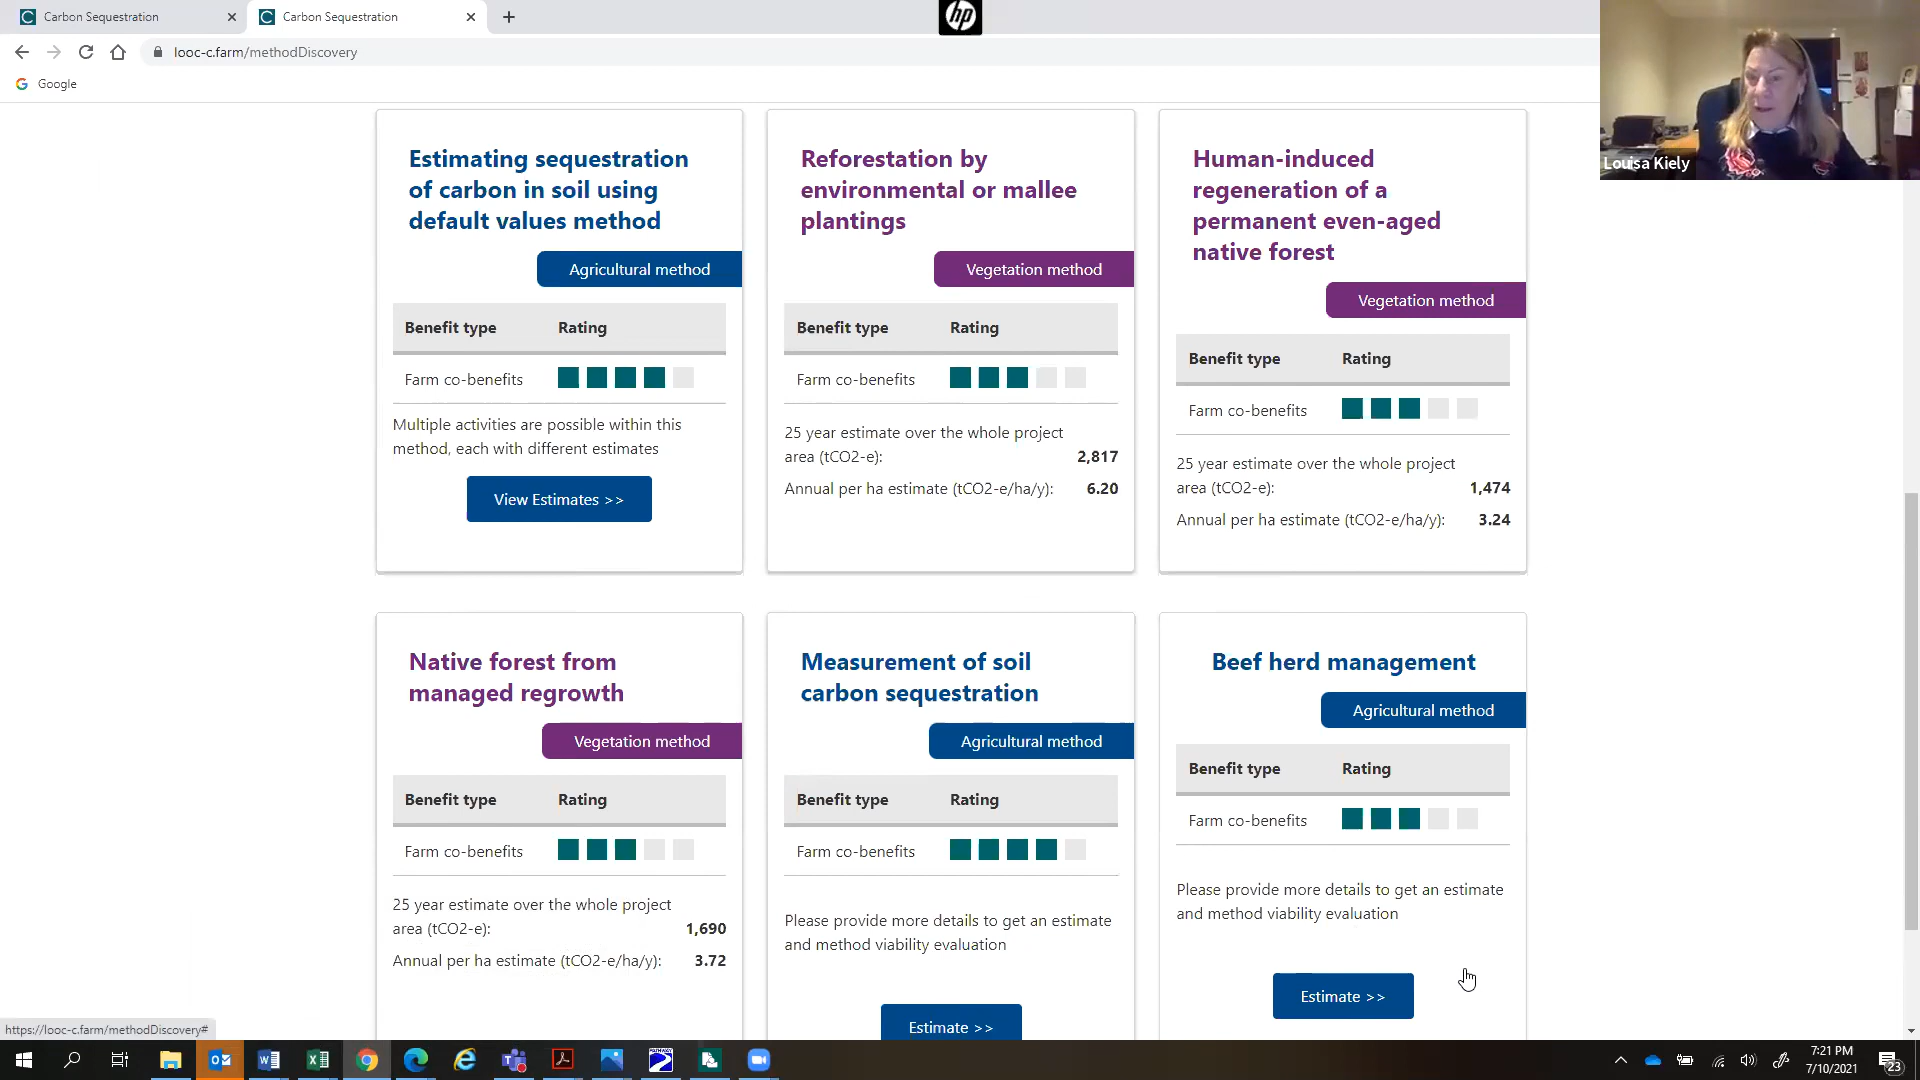 Carbon Sequestration
Carbon Sequestration
hp
looc-c.farm/methodDiscovery
Google
Louisa Kiely
Estimating sequestration
of carbon in soil using
default values method
Agricultural method
Benefit type Rating
Farm co-benefits
Multiple activities are possible within this
method, each with different estimates
View Estimates >>
Reforestation by
environmental or mallee
plantings
Vegetation method
Benefit type Rating
Farm co-benefits
25 year estimate over the whole project
area (tCO2-e): 2,817
Annual per ha estimate (tCO2-e/ha/y): 6.20
Human-induced
regeneration of a
permanent even-aged
native forest
Vegetation method
Benefit type Rating
Farm co-benefits
25 year estimate over the whole project
area (tCO2-e): 1,474
Annual per ha estimate (tCO2-e/ha/y): 3.24
Native forest from
managed regrowth
Vegetation method
Benefit type Rating
Farm co-benefits
25 year estimate over the whole project
area (tCO2-e): 1,690
Annual per ha estimate (tCO2-e/ha/y): 3.72
Measurement of soil
carbon sequestration
Agricultural method
Benefit type Rating
Farm co-benefits
Please provide more details to get an estimate
and method viability evaluation
Estimate >>
Beef herd management
Agricultural method
Benefit type Rating
Farm co-benefits
Please provide more details to get an estimate
and method viability evaluation
Estimate >>
https://looc-c.farm/methodDiscovery#
7:21 PM
7/10/2021
23